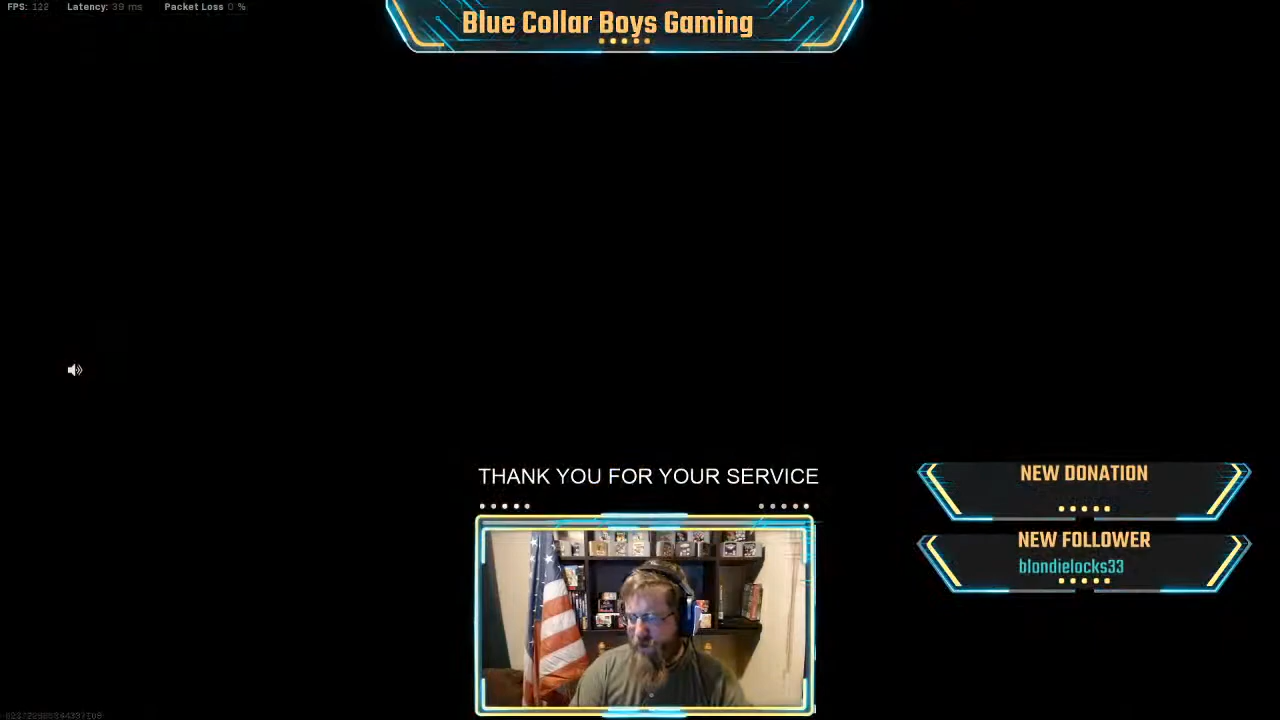 FPS: 122 Latency: 39 ms Packet Loss 0 %
Blue Collar Boys Gaming
THANK YOU FOR YOUR SERVICE
NEW DONATION
NEW FOLLOWER
blondielocks33